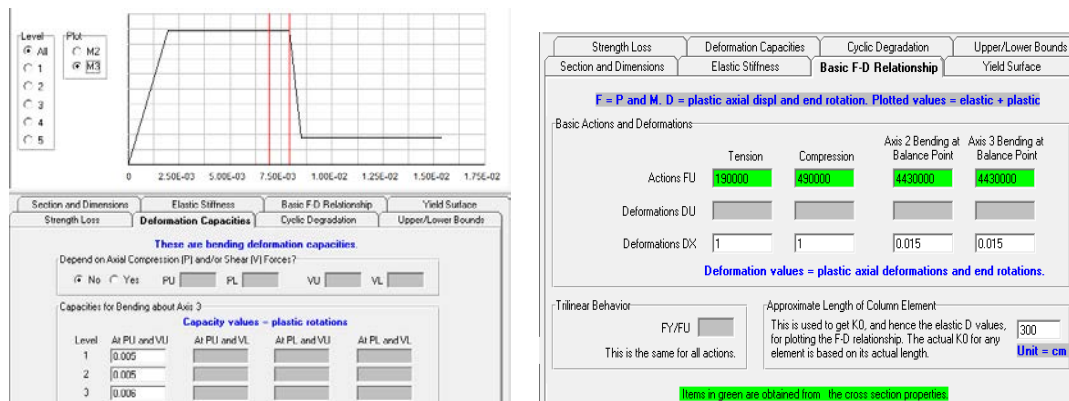 Level
All
1
2
3
4
5
Plot
M2
M3
0 2.50E-03 5.00E-03 7.50E-03 1.00E-02 1.25E-02 1.50E-02 1.75E-02
Section and Dimensions Elastic Stiffness Basic F-D Relationship Yield Surface
Strength Loss Deformation Capacities Cyclic Degradation Upper/Lower Bounds
These are bending deformation capacities.
Depend on Axial Compression (P) and/or Shear (V) Forces?
No Yes PU PL VU VL
Capacities for Bending about Axis 3
Capacity values = plastic rotations
Level At PU and VU At PU and VL At PL and VU At PL and VL
1 0.005
2 0.005
3 0.006
Strength Loss Deformation Capacities Cyclic Degradation Upper/Lower Bounds
Section and Dimensions Elastic Stiffness Basic F-D Relationship Yield Surface
F = P and M. D = plastic axial displ and end rotation. Plotted values = elastic + plastic
Basic Actions and Deformations
Tension Compression Axis 2 Bending at Balance Point Axis 3 Bending at Balance Point
Actions FU 190000 490000 4430000 4430000
Deformations DU
Deformations DX 1 1 0.015 0.015
Deformation values = plastic axial deformations and end rotations.
Trilinear Behavior
FY/FU
This is the same for all actions.
Approximate Length of Column Element
This is used to get K0, and hence the elastic D values,
for plotting the F-D relationship. The actual K0 for any
element is based on its actual length.
300
Unit = cm
Items in green are obtained from the cross section properties.